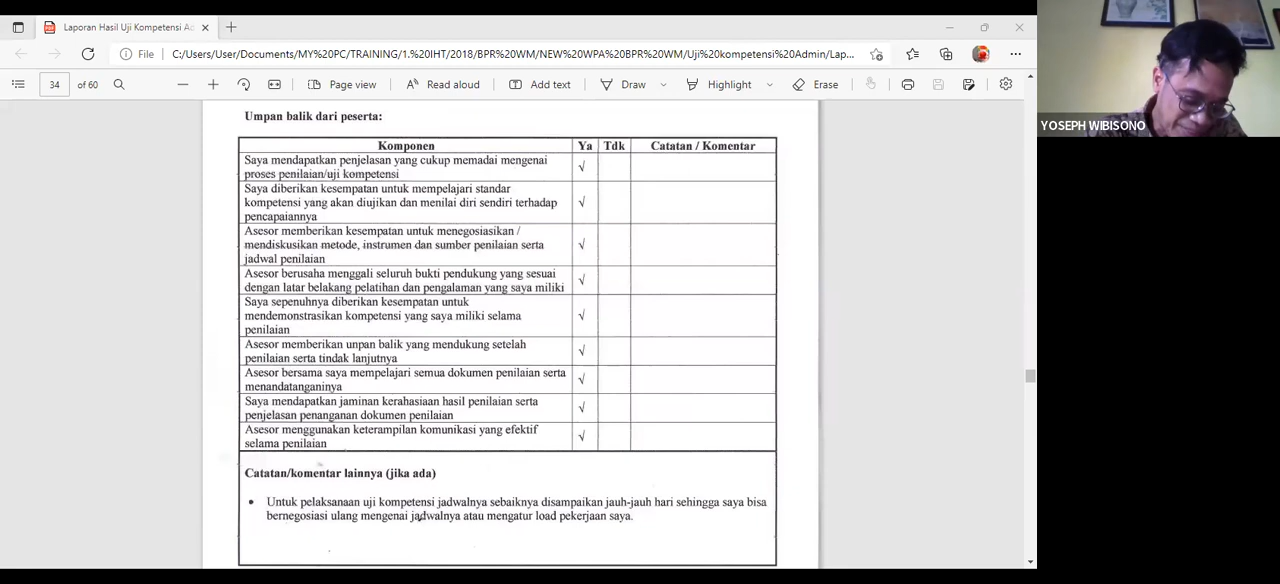 Laporan Hasil Uji Kompetensi Ad
File
C:/Users/User/Documents/MY%20PC/TRAINING/1.%20IHT/2018/BPR%20WM/NEW%20WPA%20BPR%20WM/Uji%20kompetensi%20Admin/Lap...
34 of 60
Page view
Read aloud
Add text
Draw
Highlight
Erase
YOSEPH WIBISONO
Umpan balik dari peserta:
Komponen Ya Tdk Catatan / Komentar
Saya mendapatkan penjelasan yang cukup memadai mengenai
proses penilaian/uji kompetensi √
Saya diberikan kesempatan untuk mempelajari standar
kompetensi yang akan diujikan dan menilai diri sendiri terhadap √
pencapaiannya
Asesor memberikan kesempatan untuk menegosiasikan /
mendiskusikan metode, instrumen dan sumber penilaian serta √
jadwal penilaian
Asesor berusaha menggali seluruh bukti pendukung yang sesuai
dengan latar belakang pelatihan dan pengalaman yang saya miliki √
Saya sepenuhnya diberikan kesempatan untuk
mendemonstrasikan kompetensi yang saya miliki selama √
penilaian
Asesor memberikan unpan balik yang mendukung setelah
penilaian serta tindak lanjutnya √
Asesor bersama saya mempelajari semua dokumen penilaian serta
menandatanganinya √
Saya mendapatkan jaminan kerahasiaan hasil penilaian serta
penjelasan penanganan dokumen penilaian √
Asesor menggunakan keterampilan komunikasi yang efektif
selama penilaian √
Catatan/komentar lainnya (jika ada)
• Untuk pelaksanaan uji kompetensi jadwalnya sebaiknya disampaikan jauh-jauh hari sehingga saya bisa
bernegosiasi ulang mengenai jadwalnya atau mengatur load pekerjaan saya.